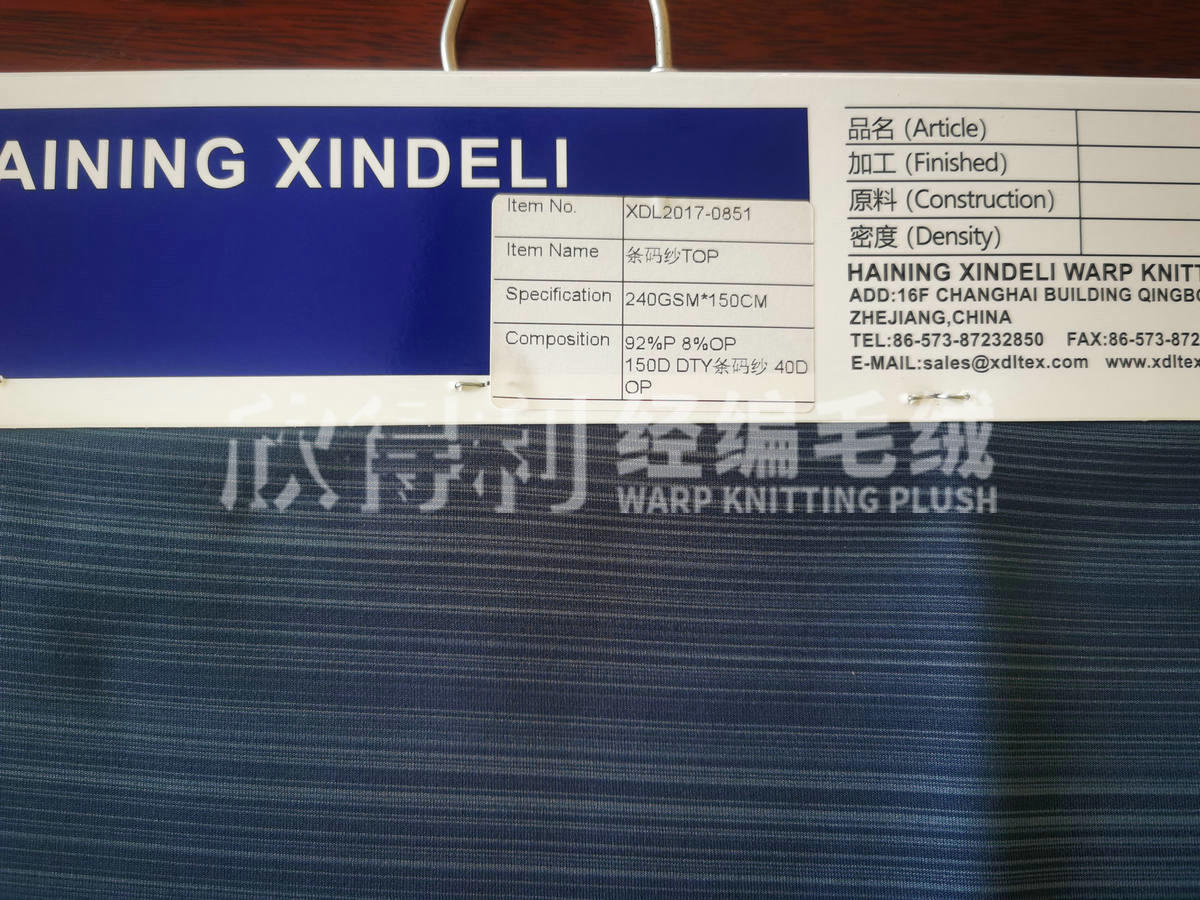 AINING XINDELI
Item No. XDL2017-0851
Item Name 条码纱TOP
Specification 240GSM*150CM
Composition 92%P 8%OP
150D DTY条码纱 40D
OP
品名 (Article)
加工 (Finished)
原料 (Construction)
密度 (Density)
HAINING XINDELI WARP KNITT
ADD:16F CHANGHAI BUILDING QINGBO
ZHEJIANG,CHINA
TEL:86-573-87232850 FAX:86-573-872
E-MAIL:sales@xdltex.com www.xdltex
欣得利 经编毛绒
WARP KNITTING PLUSH